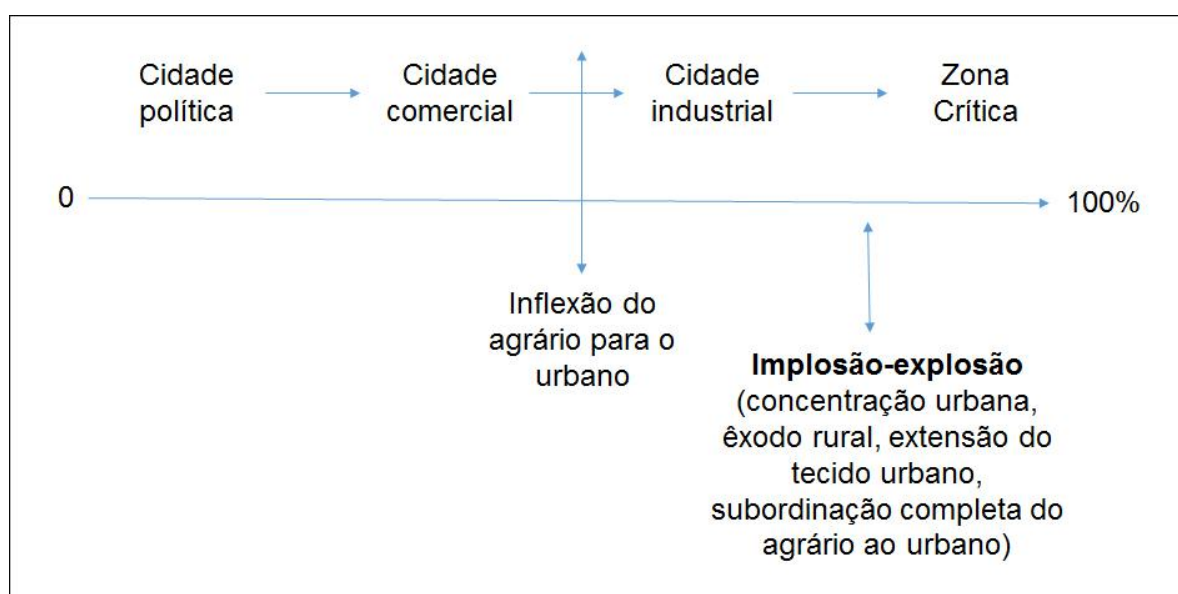 Cidade política
Cidade comercial
Cidade industrial
Zona Crítica
0
100%
Inflexão do
agrário para o
urbano
Implosão-explosão
(concentração urbana,
êxodo rural, extensão do
tecido urbano,
subordinação completa do
agrário ao urbano)